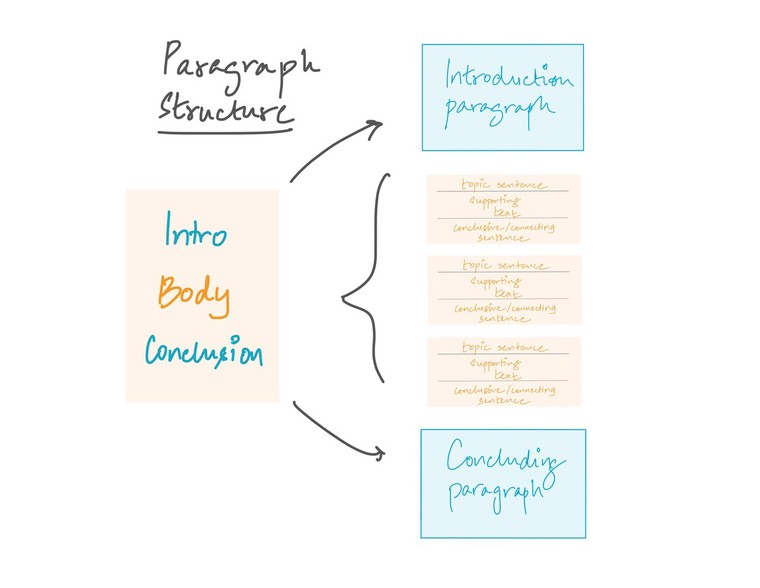 Paragraph
Structure
Intro
Body
Conclusion
Introduction
paragraph
topic sentence
supporting
text
conclusive/connecting
sentence
topic sentence
supporting
text
conclusive/connecting
sentence
topic sentence
supporting
text
conclusive/connecting
sentence
Concluding
paragraph